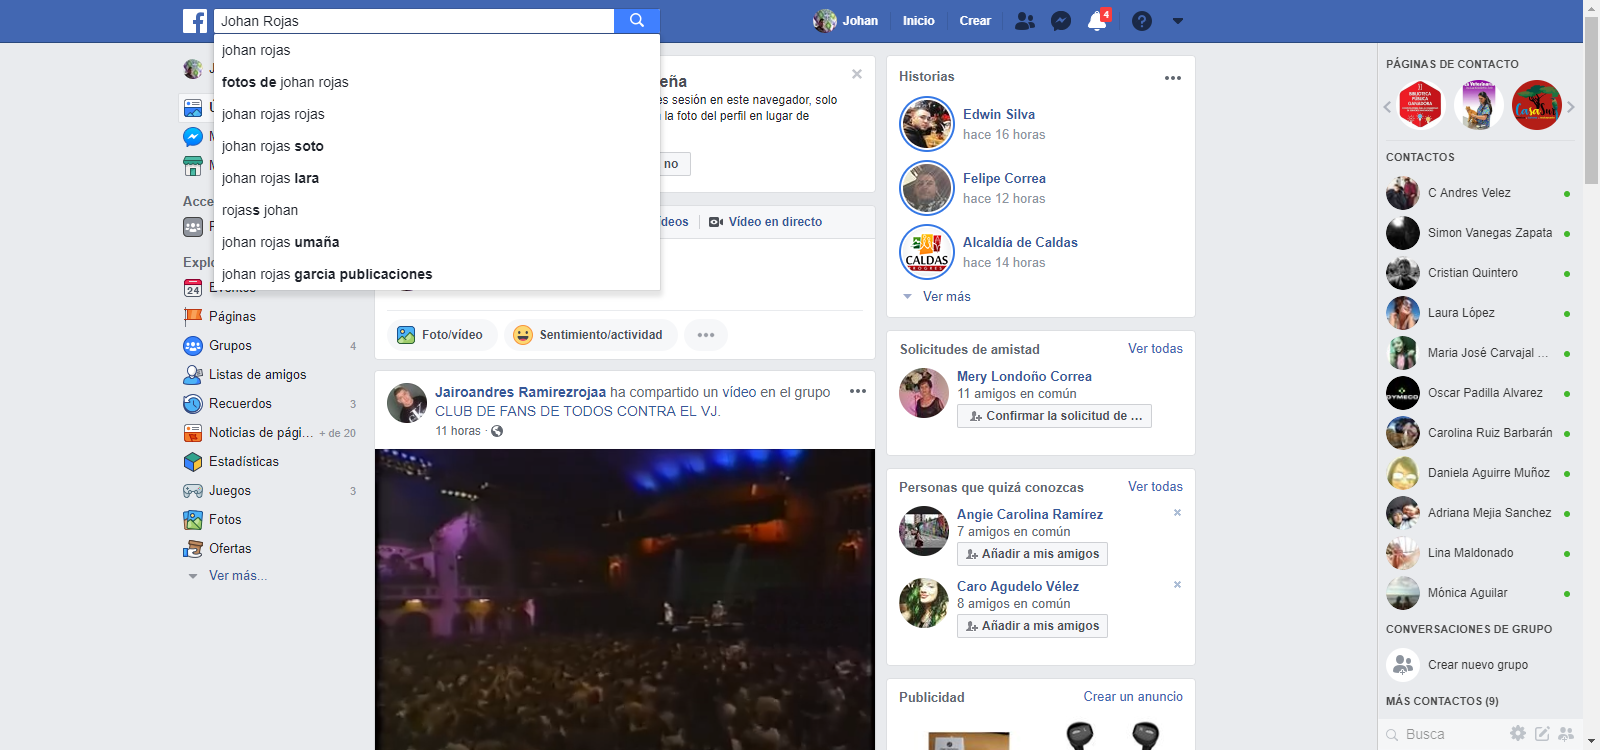 Johan Rojas
Johan
Inicio
Crear
4
johan rojas
fotos de johan rojas
johan rojas rojas
johan rojas soto
johan rojas lara
rojass johan
johan rojas umaña
johan rojas garcia publicaciones
Acce
Explo
24
Eventos
Páginas
Grupos 4
Listas de amigos
Recuerdos 3
Noticias de pági... + de 20
Estadísticas
Juegos 3
Fotos
Ofertas
Ver más...
eña
es sesión en este navegador, solo
la foto del perfil en lugar de
no
ídeos
Vídeo en directo
Foto/vídeo
Sentimiento/actividad
Jairoandres Ramirezrojaa ha compartido un vídeo en el grupo
CLUB DE FANS DE TODOS CONTRA EL VJ.
11 horas ·
Historias
Edwin Silva
hace 16 horas
Felipe Correa
hace 12 horas
CALDAS
PROGRESA
Alcaldía de Caldas
hace 14 horas
Ver más
Solicitudes de amistad
Ver todas
Mery Londoño Correa
11 amigos en común
Confirmar la solicitud de ...
Personas que quizá conozcas
Ver todas
Angie Carolina Ramírez
7 amigos en común
Añadir a mis amigos
Caro Agudelo Vélez
8 amigos en común
Añadir a mis amigos
Publicidad
Crear un anuncio
PÁGINAS DE CONTACTO
BIBLIOTECA
PÚBLICA
GANADORA
CasaSur
CONTACTOS
C Andres Velez
Simon Vanegas Zapata
Cristian Quintero
Laura López
Maria José Carvajal ...
GYMECO
Oscar Padilla Alvarez
Carolina Ruiz Barbarán
Daniela Aguirre Muñoz
Adriana Mejia Sanchez
Lina Maldonado
Mónica Aguilar
CONVERSACIONES DE GRUPO
Crear nuevo grupo
MÁS CONTACTOS (9)
Busca